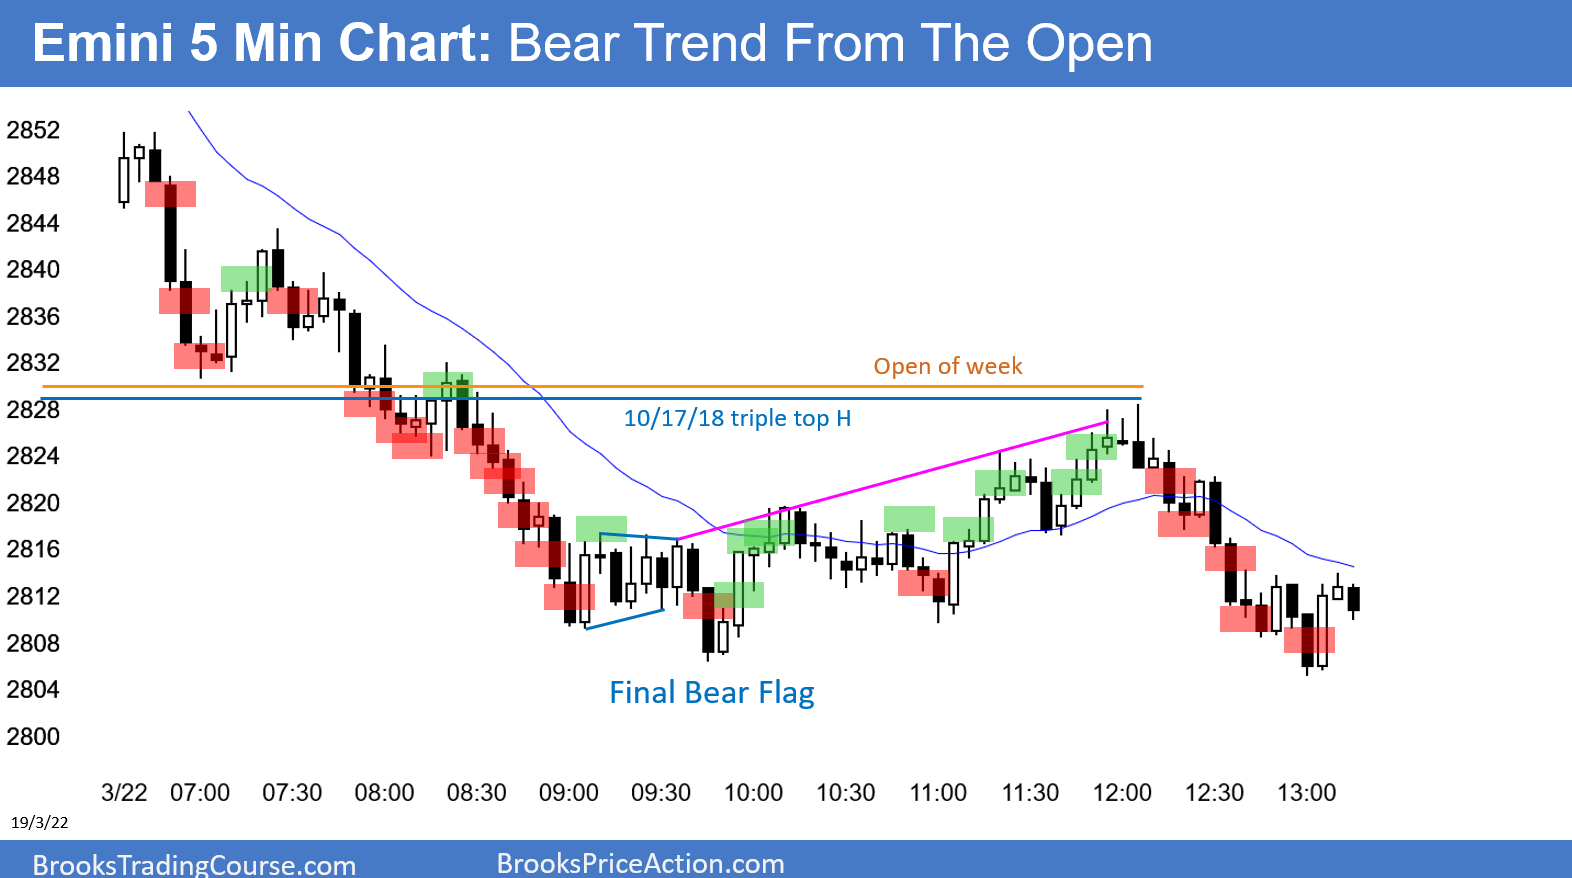 Emini 5 Min Chart: Bear Trend From The Open
2852
2848
2844
2840
2836
2832
2828
2824
2820
2816
2812
2808
2804
2800
Open of week
10/17/18 triple top H
Final Bear Flag
3/22 07:00 07:30 08:00 08:30 09:00 09:30 10:00 10:30 11:00 11:30 12:00 12:30 13:00
19/3/22
BrooksTradingCourse.com BrooksPriceAction.com